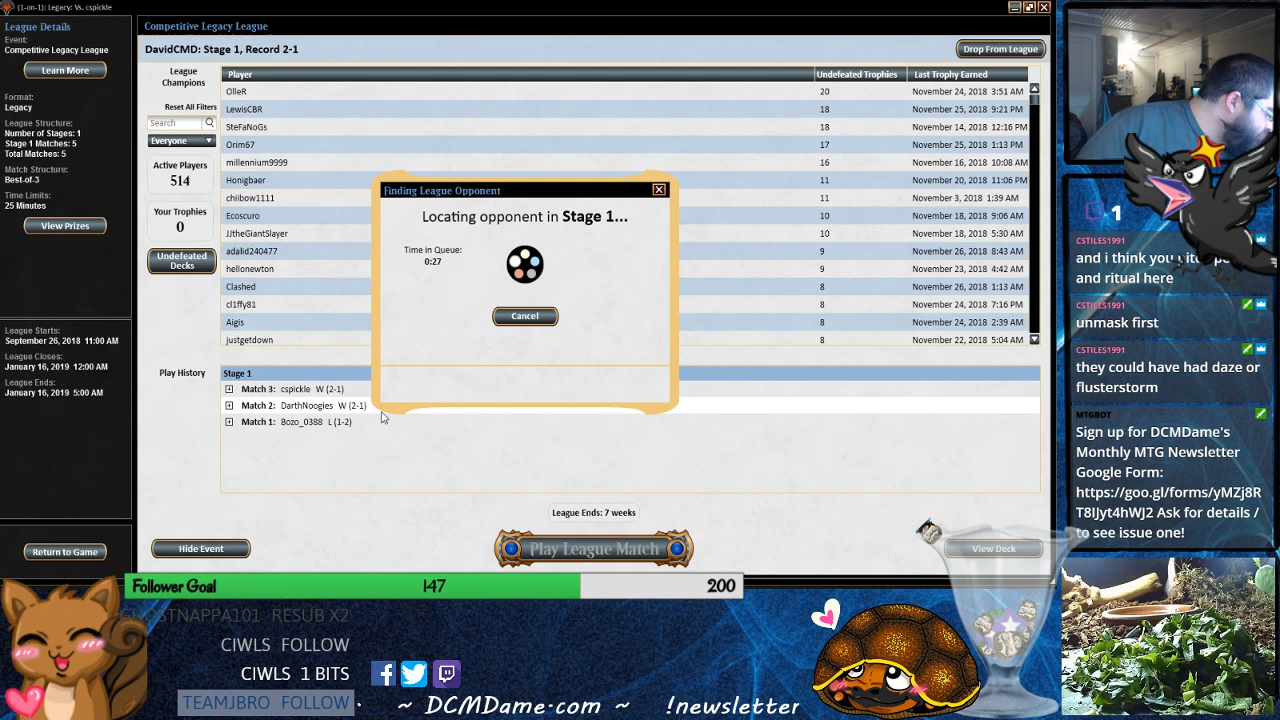 (1-on-1): Legacy: Vs. cspickle
League Details
Event:
Competitive Legacy League
Learn More
Format:
Legacy
League Structure:
Number of Stages: 1
Stage 1 Matches: 5
Total Matches: 5
Match Structure:
Best-of-3
Time Limits:
25 Minutes
View Prizes
League Starts:
September 26, 2018 11:00 AM
League Closes:
January 16, 2019 12:00 AM
League Ends:
January 16, 2019 5:00 AM
Return to Game
Competitive Legacy League
DavidCMD: Stage 1, Record 2-1
Drop From League
League
Champions
Reset All Filters
Search
Everyone
Active Players
514
Your Trophies
0
Undefeated
Decks
Player Undefeated Trophies Last Trophy Earned
OlleR 20 November 24, 2018 3:51 AM
LewisCBR 18 November 25, 2018 9:21 PM
SteFaNoGs 18 November 14, 2018 12:16 PM
Orim67 17 November 25, 2018 1:13 PM
millennium9999 16 November 16, 2018 10:08 AM
Honigbaer 11 November 20, 2018 11:06 PM
chiibow1111 11 November 3, 2018 1:39 AM
Ecoscuro 10 November 18, 2018 9:06 AM
JJtheGiantSlayer 10 November 18, 2018 5:30 AM
adalid240477 9 November 26, 2018 8:43 AM
hellonewton 9 November 23, 2018 4:42 AM
Clashed 8 November 26, 2018 1:13 AM
cl1ffy81 8 November 24, 2018 7:16 PM
Aigis 8 November 24, 2018 2:39 AM
justgetdown 8 November 22, 2018 5:04 AM
Finding League Opponent
Locating opponent in Stage 1...
Time in Queue:
0:27
Cancel
Play History
Stage 1
Match 3: cspickle W (2-1)
Match 2: DarthNoogies W (2-1)
Match 1: Bozo_0388 L (1-2)
League Ends: 7 weeks
Hide Event
Play League Match
View Deck
1
CSTILES1991
and i think you
and ritual here
CSTILES1991
unmask first
CSTILES1991
they could have had daze or
flusterstorm
MTGBOT
Sign up for DCMDame's
Monthly MTG Newsletter
Google Form:
https://goo.gl/forms/yMZj8R
T8IJyt4hWJ2 Ask for details /
to see issue one!
Follower Goal 147 200
GHOSTNAPPA101 RESUB X2
CIWLS FOLLOW
CIWLS 1 BITS
TEAMJBRO FOLLOW
~ DCMDame.com ~ !newsletter